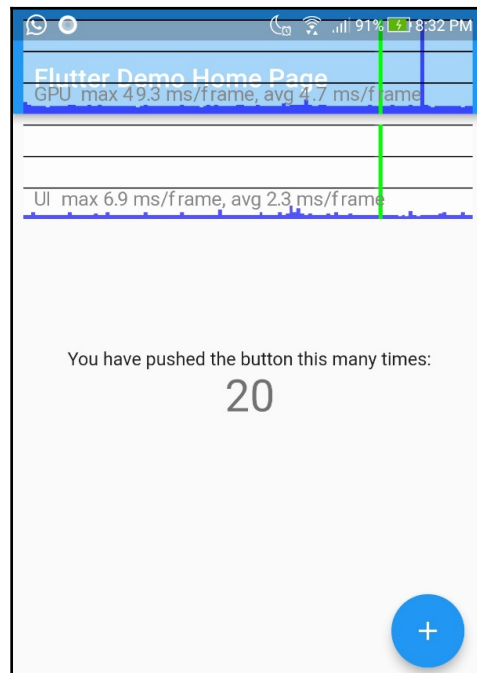 91% 8:32 PM
Flutter Demo Home Page
GPU max 49.3 ms/frame, avg 4.7 ms/frame
UI max 6.9 ms/frame, avg 2.3 ms/frame
You have pushed the button this many times:
20
+